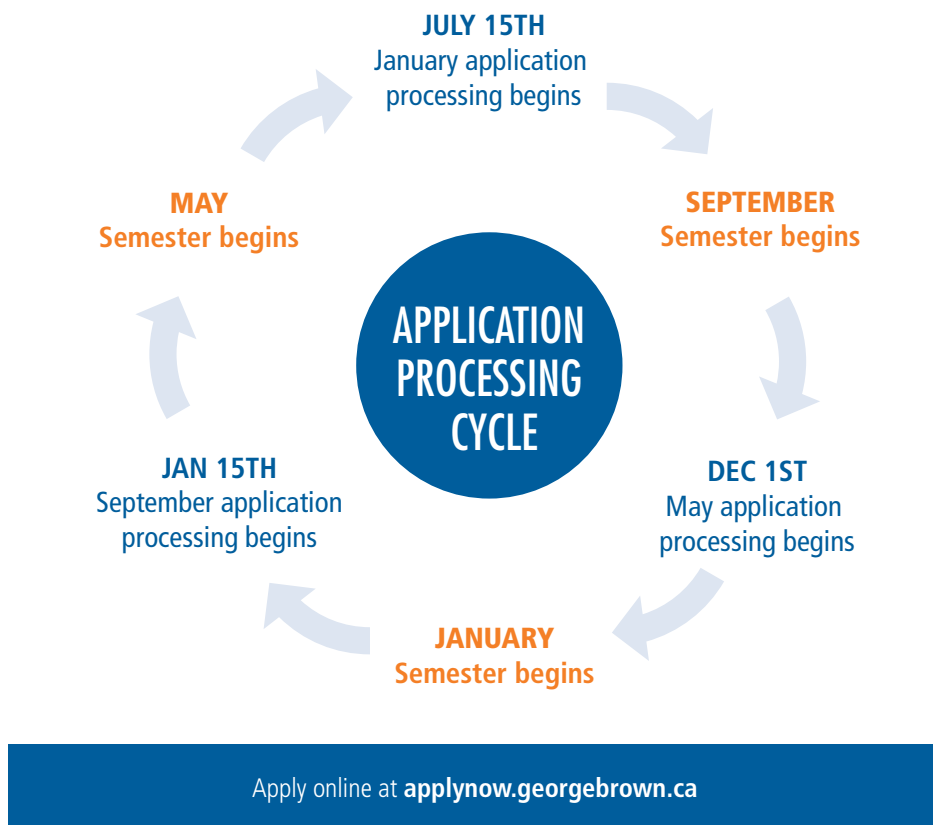 JULY 15TH
January application
processing begins
SEPTEMBER
Semester begins
DEC 1ST
May application
processing begins
JANUARY
Semester begins
JAN 15TH
September application
processing begins
MAY
Semester begins
APPLICATION
PROCESSING
CYCLE
Apply online at applynow.georgebrown.ca